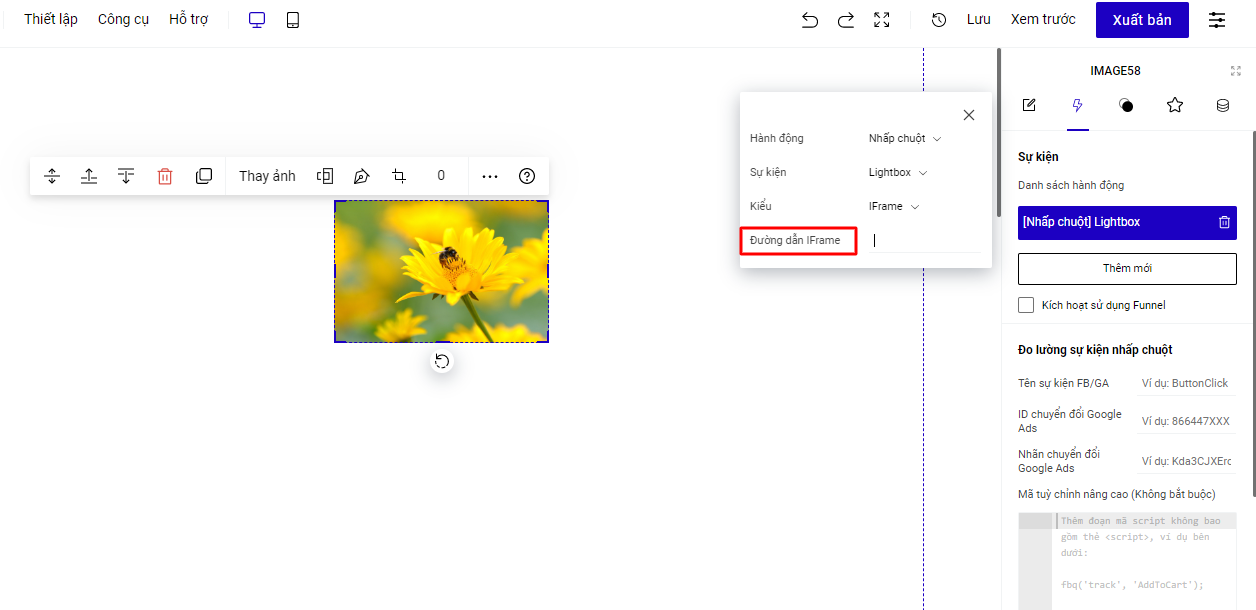 Thiết lập Công cụ Hỗ trợ Lưu Xem trước Xuất bản
IMAGE58
Hành động Nhấp chuột
Sự kiện Lightbox
Kiểu IFrame
Đường dẫn IFrame
Thay ảnh 0
Sự kiện
Danh sách hành động
[Nhấp chuột] Lightbox
Thêm mới
Kích hoạt sử dụng Funnel
Đo lường sự kiện nhấp chuột
Tên sự kiện FB/GA Ví dụ: ButtonClick
ID chuyển đổi Google
Ads
Ví dụ: 866447XXX
Nhãn chuyển đổi
Google Ads
Ví dụ: Kda3CJXErc
Mã tuỳ chỉnh nâng cao (Không bắt buộc)
Thêm đoạn mã script không bao
gồm thẻ <script>, ví dụ bên
dưới:
fbq('track', 'AddToCart');